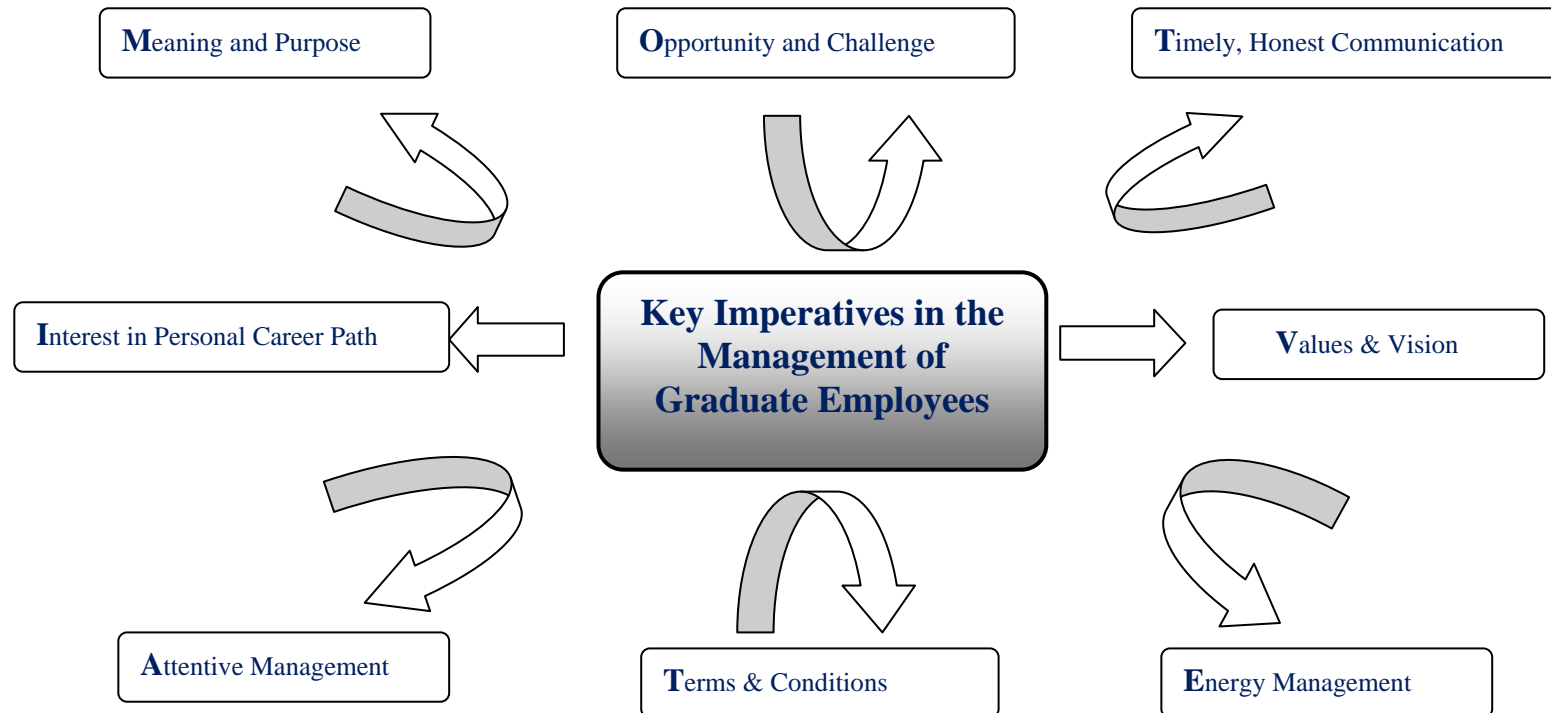 Meaning and Purpose
Opportunity and Challenge
Timely, Honest Communication
Interest in Personal Career Path
Key Imperatives in the
Management of
Graduate Employees
Values & Vision
Attentive Management
Terms & Conditions
Energy Management